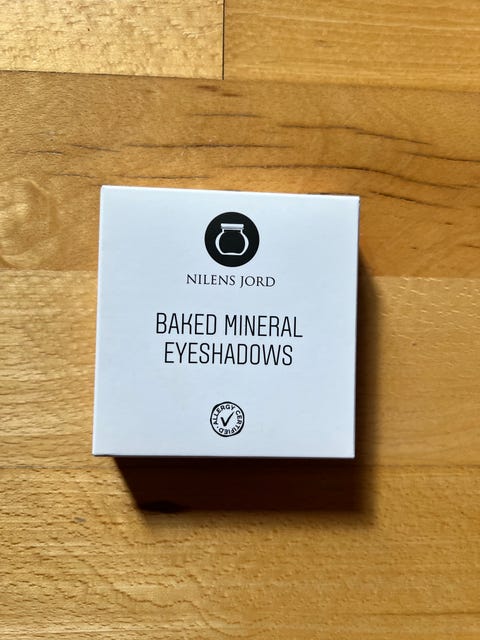 NILENS JORD
BAKED MINERAL
EYESHADOWS
ALLERGY CERTIFIED